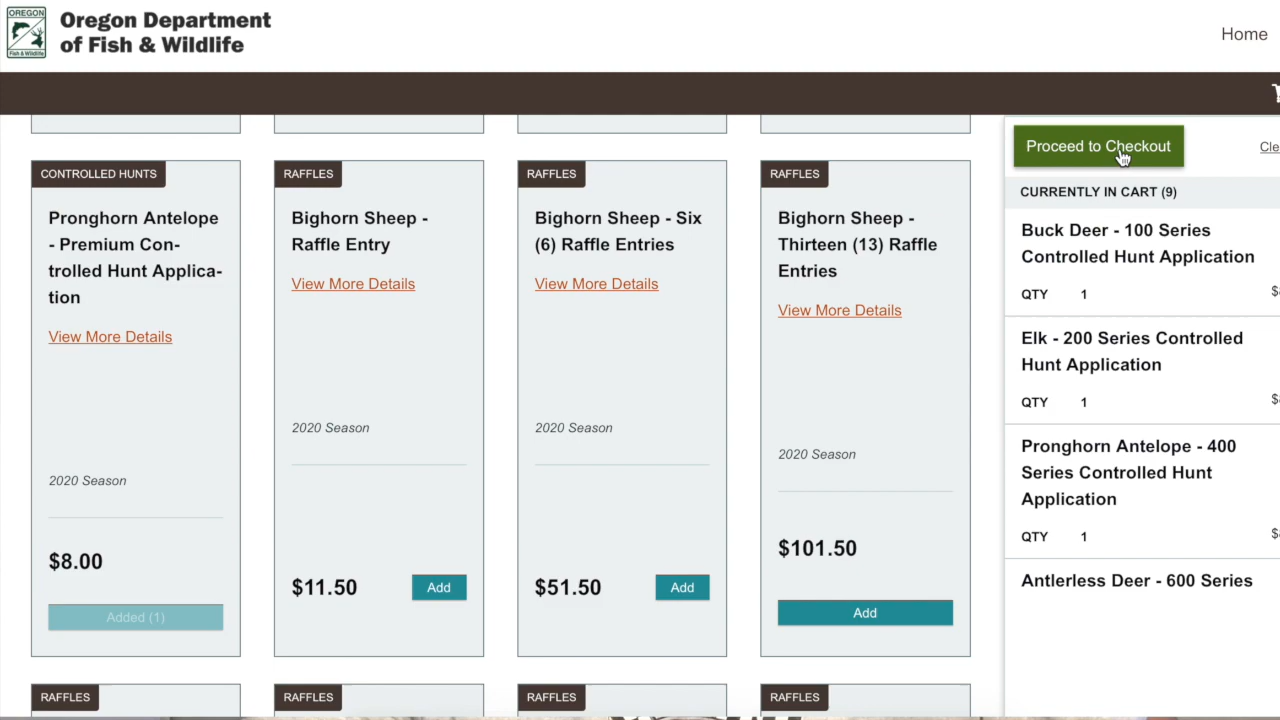 OREGON
Fish & Wildlife
Oregon Department
of Fish & Wildlife
Home
CONTROLLED HUNTS
Pronghorn Antelope
- Premium Con-
trolled Hunt Applica-
tion
View More Details
2020 Season
$8.00
Added (1)
RAFFLES
Bighorn Sheep -
Raffle Entry
View More Details
2020 Season
$11.50
Add
RAFFLES
Bighorn Sheep - Six
(6) Raffle Entries
View More Details
2020 Season
$51.50
Add
RAFFLES
Bighorn Sheep -
Thirteen (13) Raffle
Entries
View More Details
2020 Season
$101.50
Add
RAFFLES
RAFFLES
RAFFLES
RAFFLES
Proceed to Checkout
Cle
CURRENTLY IN CART (9)
Buck Deer - 100 Series
Controlled Hunt Application
QTY 1 $
Elk - 200 Series Controlled
Hunt Application
QTY 1 $
Pronghorn Antelope - 400
Series Controlled Hunt
Application
QTY 1 $
Antlerless Deer - 600 Series